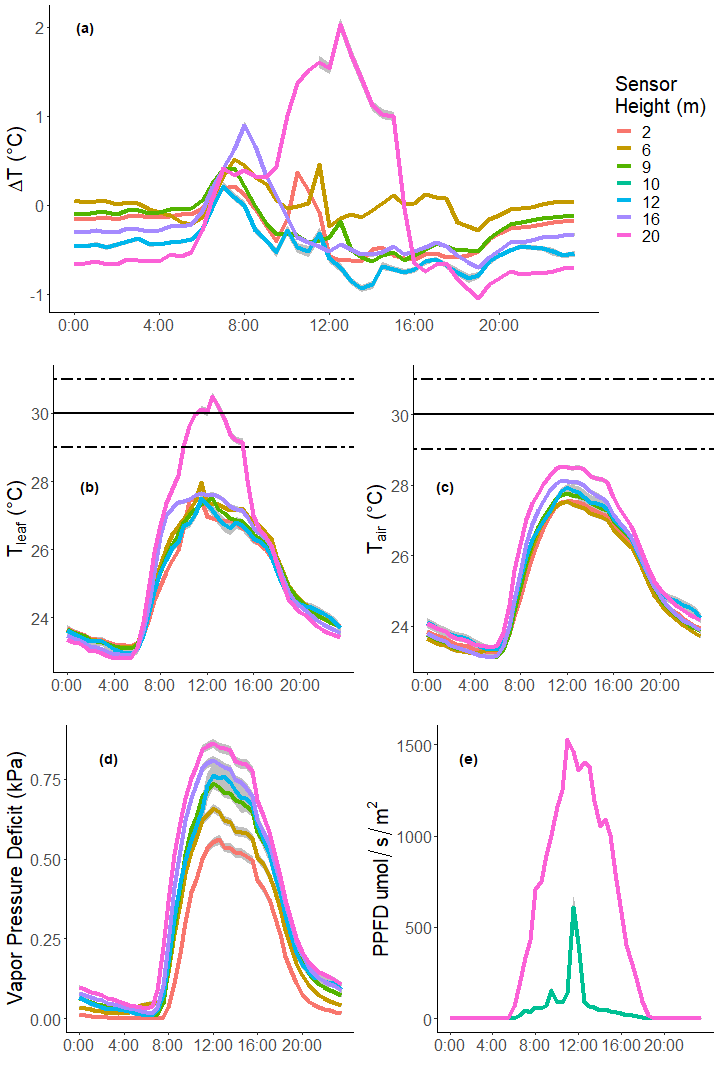 (a)
ΔT (°C)
2
1
0
-1
0:00 4:00 8:00 12:00 16:00 20:00
Sensor
Height (m)
2
6
9
10
12
16
20
(b)
Tleaf (°C)
30
28
26
24
0:00 4:00 8:00 12:00 16:00 20:00
(c)
Tair (°C)
30
28
26
24
0:00 4:00 8:00 12:00 16:00 20:00
(d)
Vapor Pressure Deficit (kPa)
0.75
0.50
0.25
0.00
0:00 4:00 8:00 12:00 16:00 20:00
(e)
PPFD umol/s/m²
1500
1000
500
0
0:00 4:00 8:00 12:00 16:00 20:00